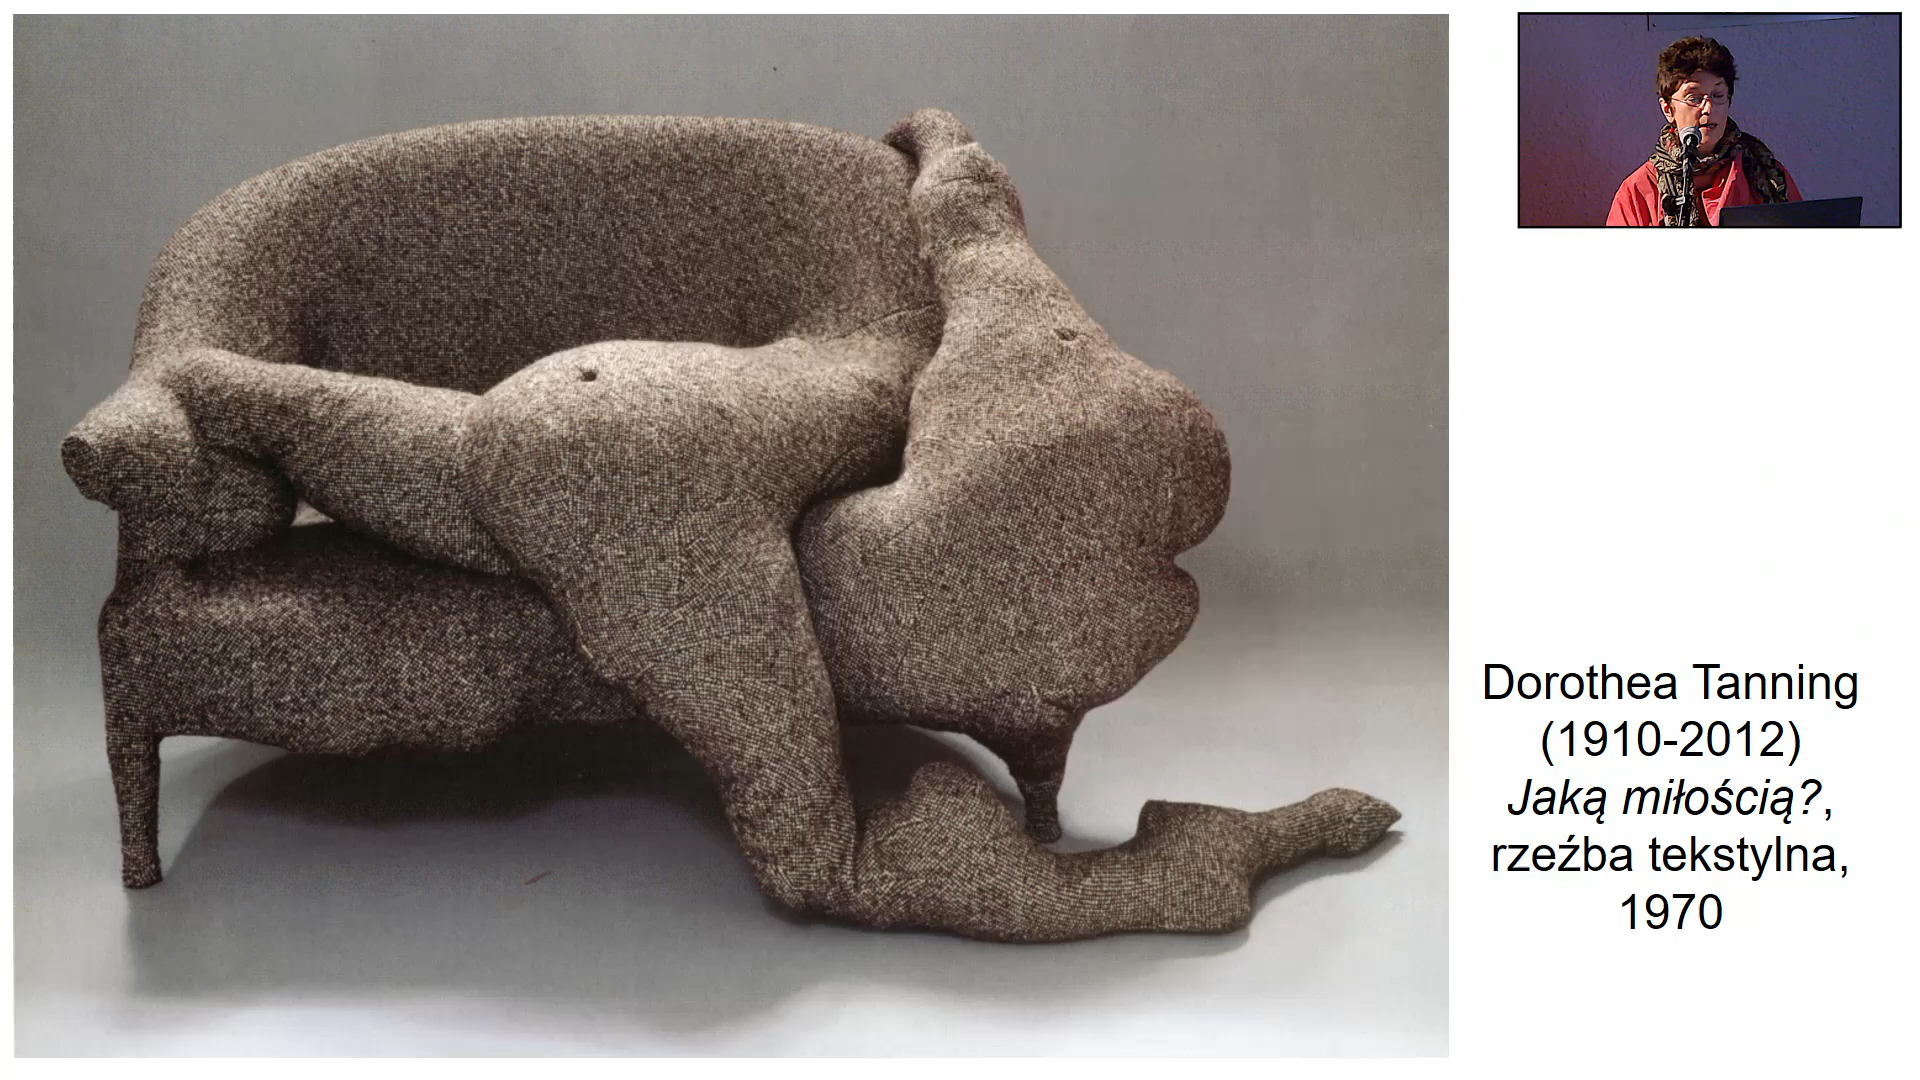 Dorothea Tanning
(1910-2012)
Jaką miłością?,
rzeźba tekstylna,
1970